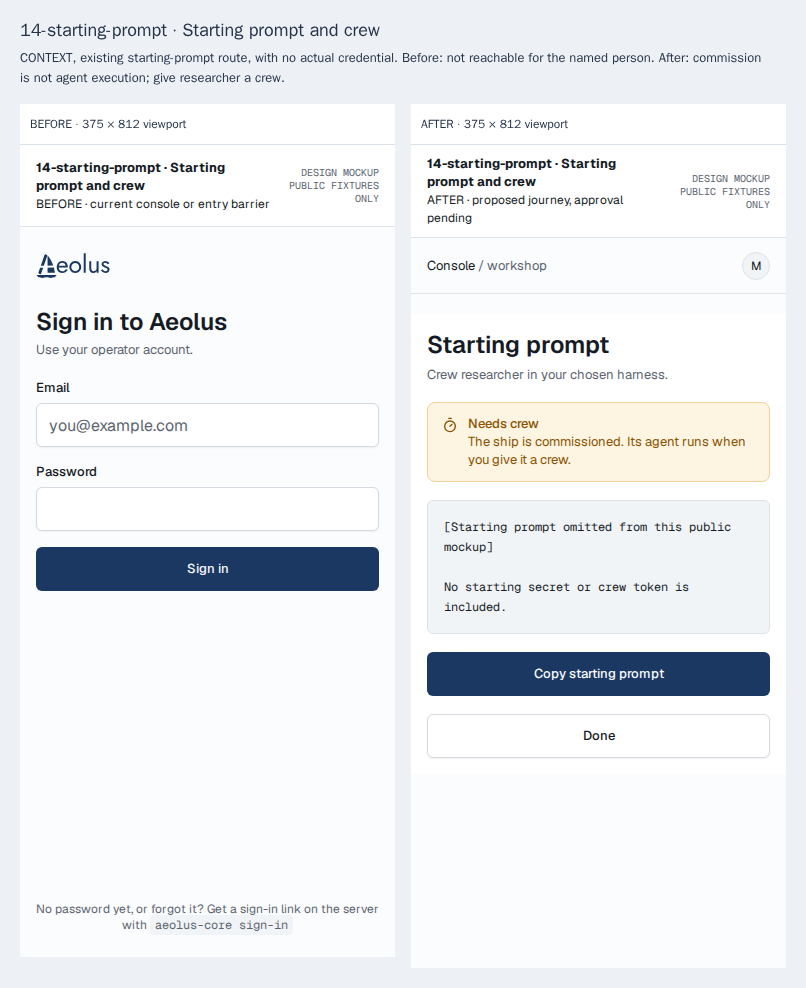 14-starting-prompt · Starting prompt and crew
CONTEXT, existing starting-prompt route, with no actual credential. Before: not reachable for the named person. After: commission
is not agent execution; give researcher a crew.
BEFORE · 375 × 812 viewport
14-starting-prompt · Starting
prompt and crew
BEFORE · current console or entry barrier
DESIGN MOCKUP
PUBLIC FIXTURES
ONLY
Aeolus
Sign in to Aeolus
Use your operator account.
Email
you@example.com
Password
Sign in
No password yet, or forgot it? Get a sign-in link on the server
with aeolus-core sign-in
AFTER · 375 × 812 viewport
14-starting-prompt · Starting
prompt and crew
AFTER · proposed journey, approval
pending
DESIGN MOCKUP
PUBLIC FIXTURES
ONLY
Console / workshop
M
Starting prompt
Crew researcher in your chosen harness.
Needs crew
The ship is commissioned. Its agent runs when
you give it a crew.
[Starting prompt omitted from this public
mockup]
No starting secret or crew token is
included.
Copy starting prompt
Done